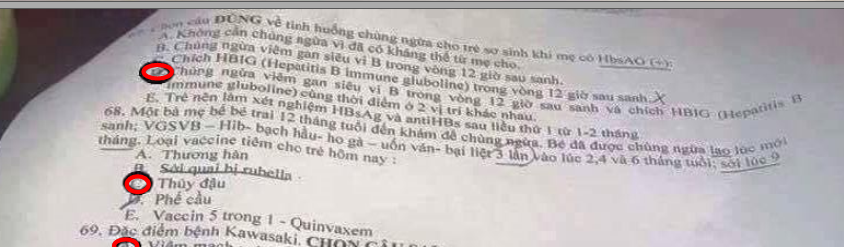 Chọn câu ĐÚNG về tình huống chủng ngừa cho trẻ sơ sinh khi mẹ có HbsAG (+):
A. Không cần chủng ngừa vì đã có kháng thể từ mẹ cho.
B. Chủng ngừa viêm gan siêu vi B trong vòng 12 giờ sau sanh.
Chích HBIG (Hepatitis B immune gluboline) trong vòng 12 giờ sau sanh.
Chủng ngừa viêm gan siêu vi B trong vòng 12 giờ sau sanh và chích HBIG (Hepatitis B
immune gluboline) cùng thời điểm ở 2 vị trí khác nhau.
E. Trẻ nên làm xét nghiệm HBsAg và antiHBs sau liều thứ 1 từ 1-2 tháng
68. Một bà mẹ bế bé trai 12 tháng tuổi đến khám để chủng ngừa. Bé đã được chủng ngừa lao lúc mới
sanh; VGSVB – Hib- bạch hầu- ho gà – uốn ván- bại liệt 3 lần vào lúc 2,4 và 6 tháng tuổi; sởi lúc 9
tháng. Loại vaccine tiêm cho trẻ hôm nay :
A. Thương hàn
B. Sởi quai bị rubella
Thủy đậu
D. Phế cầu
E. Vaccin 5 trong 1 - Quinvaxem
69. Đặc điểm bệnh Kawasaki. CHỌN CÂU
Viêm mạch